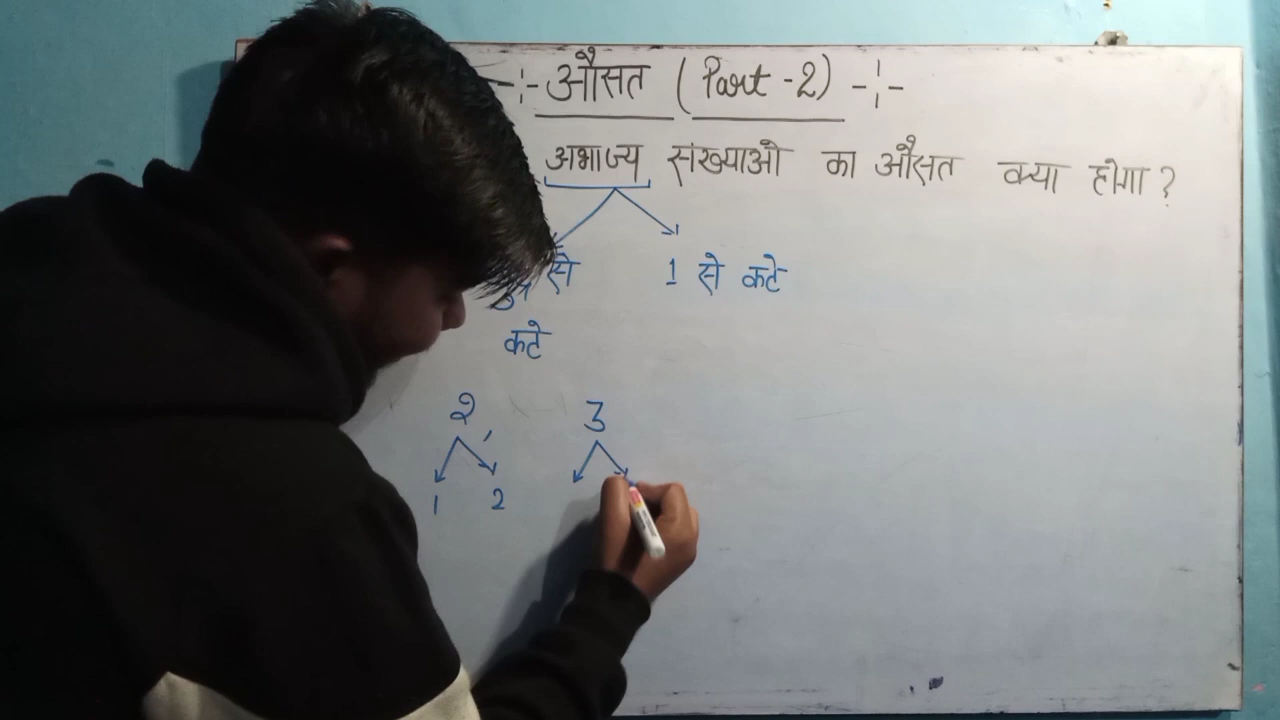 -:- औसत (Part -2) -:-
अभाज्य संख्याओ का औसत क्या होगा ?
से 1 से कटे
कटे
2, 3
1 2